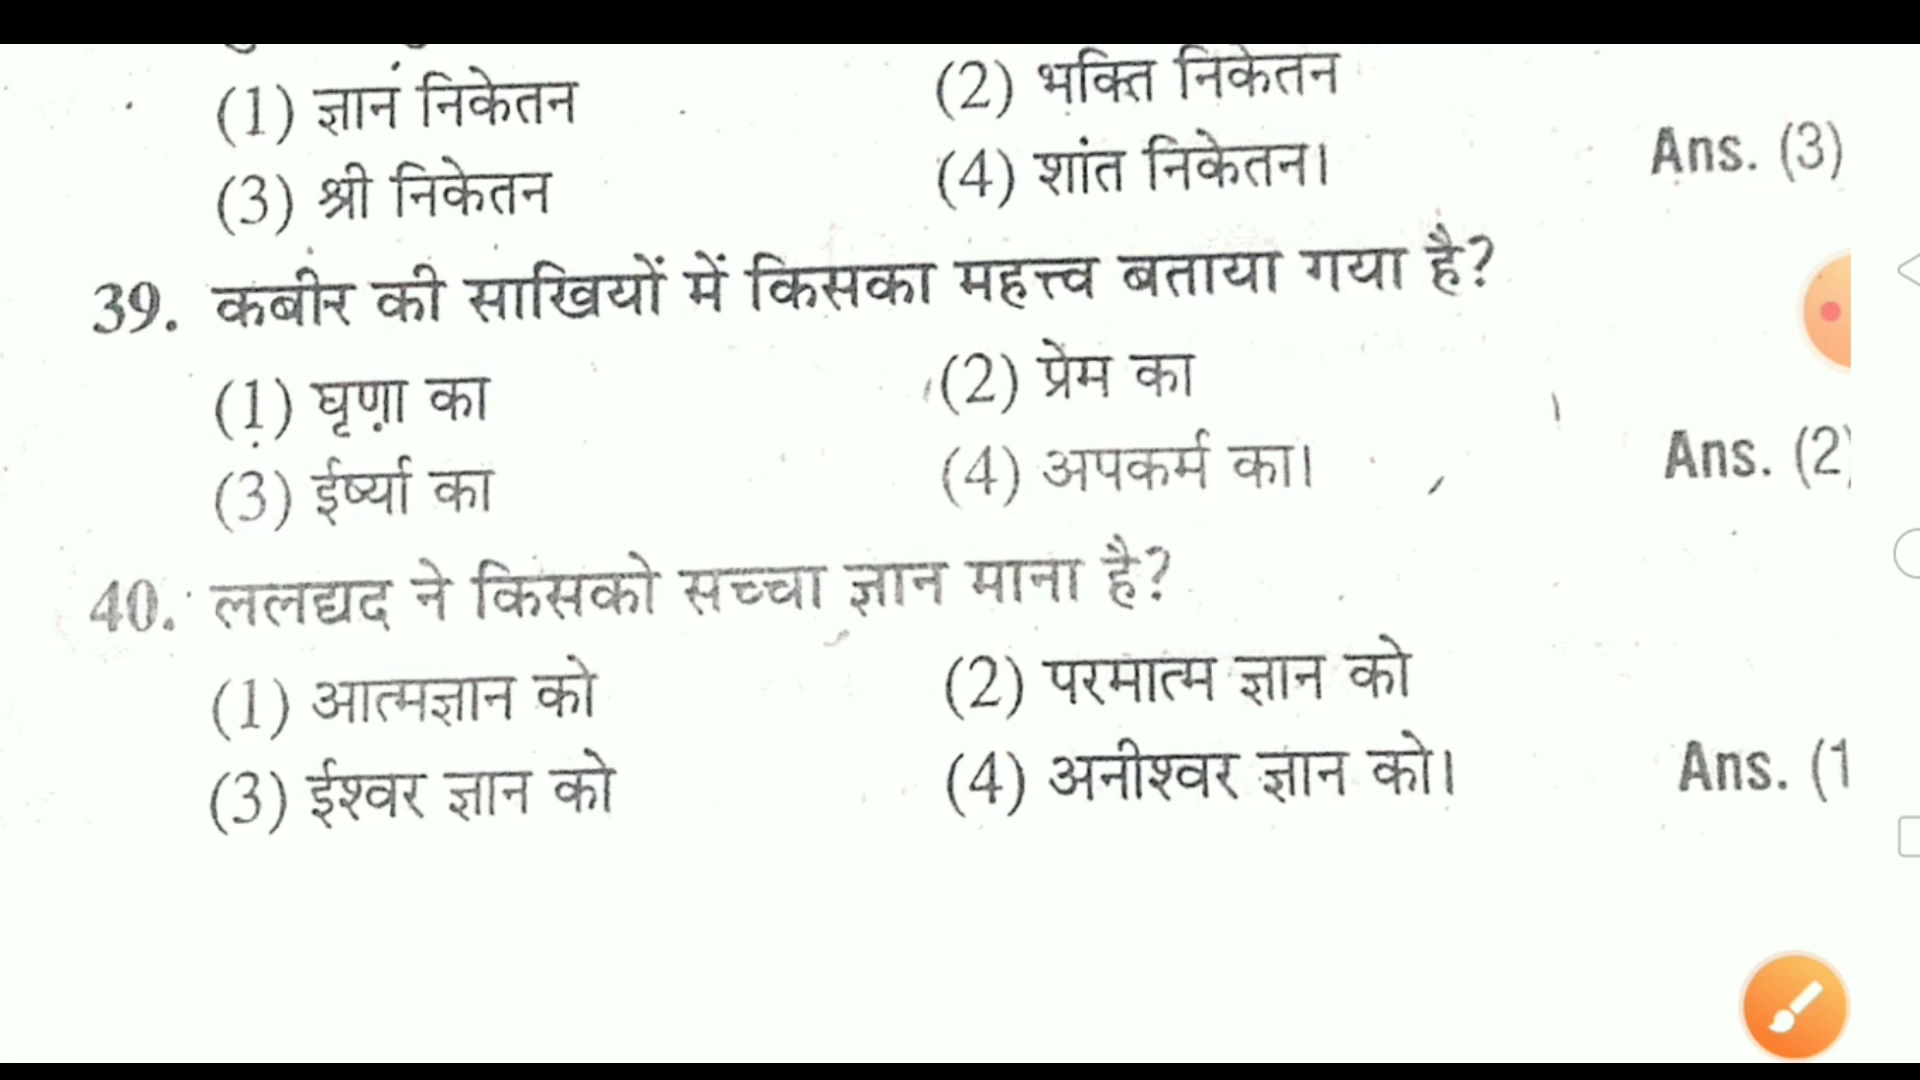 (1) ज्ञान निकेतन (2) भक्ति निकेतन
(3) श्री निकेतन (4) शांत निकेतन। Ans. (3)
39. कबीर की साखियों में किसका महत्त्व बताया गया है?
(1) घृणा का (2) प्रेम का
(3) ईर्ष्या का (4) अपकर्म का। Ans. (2)
40. ललद्यद ने किसको सच्चा ज्ञान माना है?
(1) आत्मज्ञान को (2) परमात्म ज्ञान को
(3) ईश्वर ज्ञान को (4) अनीश्वर ज्ञान को। Ans. (1